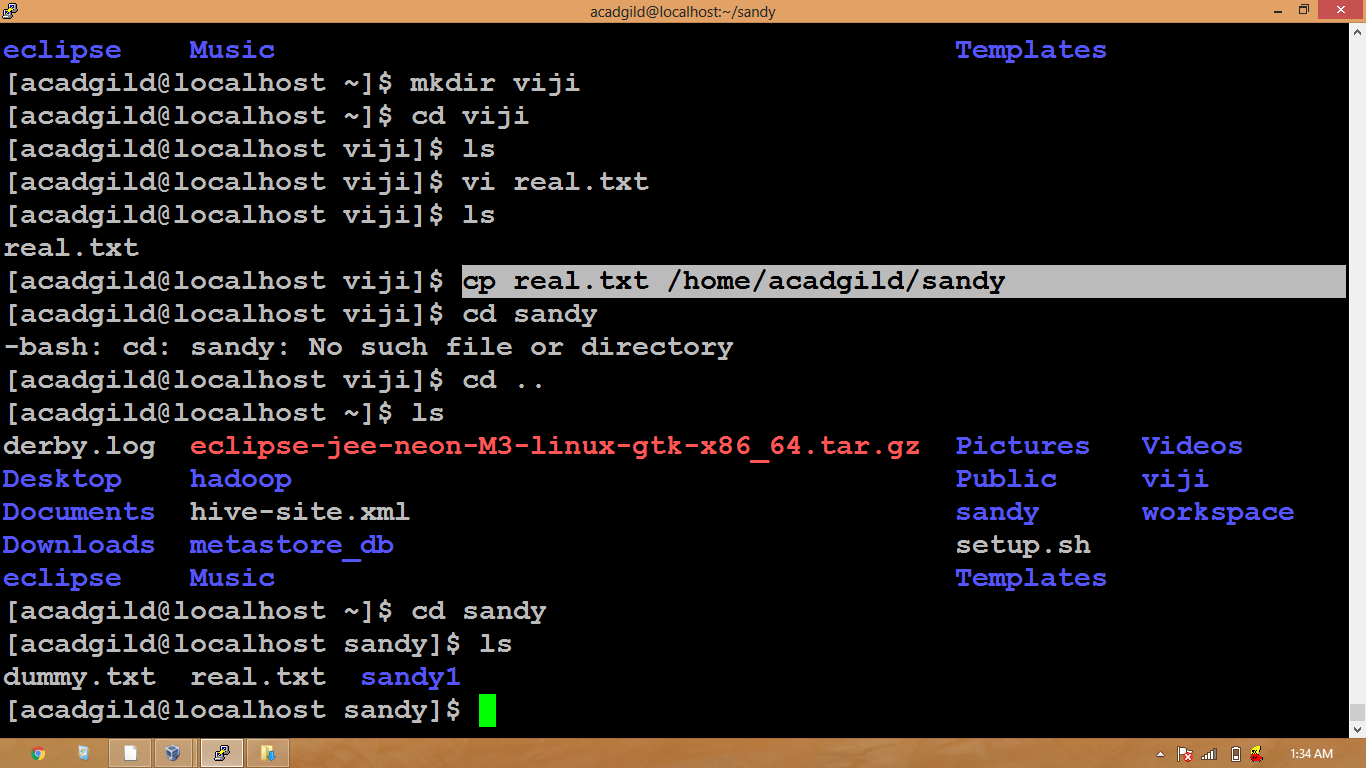 acadgild@localhost:~/sandy
eclipse    Music                                        Templates
[acadgild@localhost ~]$ mkdir viji
[acadgild@localhost ~]$ cd viji
[acadgild@localhost viji]$ ls
[acadgild@localhost viji]$ vi real.txt
[acadgild@localhost viji]$ ls
real.txt
[acadgild@localhost viji]$ cp real.txt /home/acadgild/sandy
[acadgild@localhost viji]$ cd sandy
-bash: cd: sandy: No such file or directory
[acadgild@localhost viji]$ cd ..
[acadgild@localhost ~]$ ls
derby.log  eclipse-jee-neon-M3-linux-gtk-x86_64.tar.gz  Pictures   Videos
Desktop    hadoop                                       Public     viji
Documents  hive-site.xml                                sandy      workspace
Downloads  metastore_db                                 setup.sh
eclipse    Music                                        Templates
[acadgild@localhost ~]$ cd sandy
[acadgild@localhost sandy]$ ls
dummy.txt  real.txt  sandy1
[acadgild@localhost sandy]$
1:34 AM